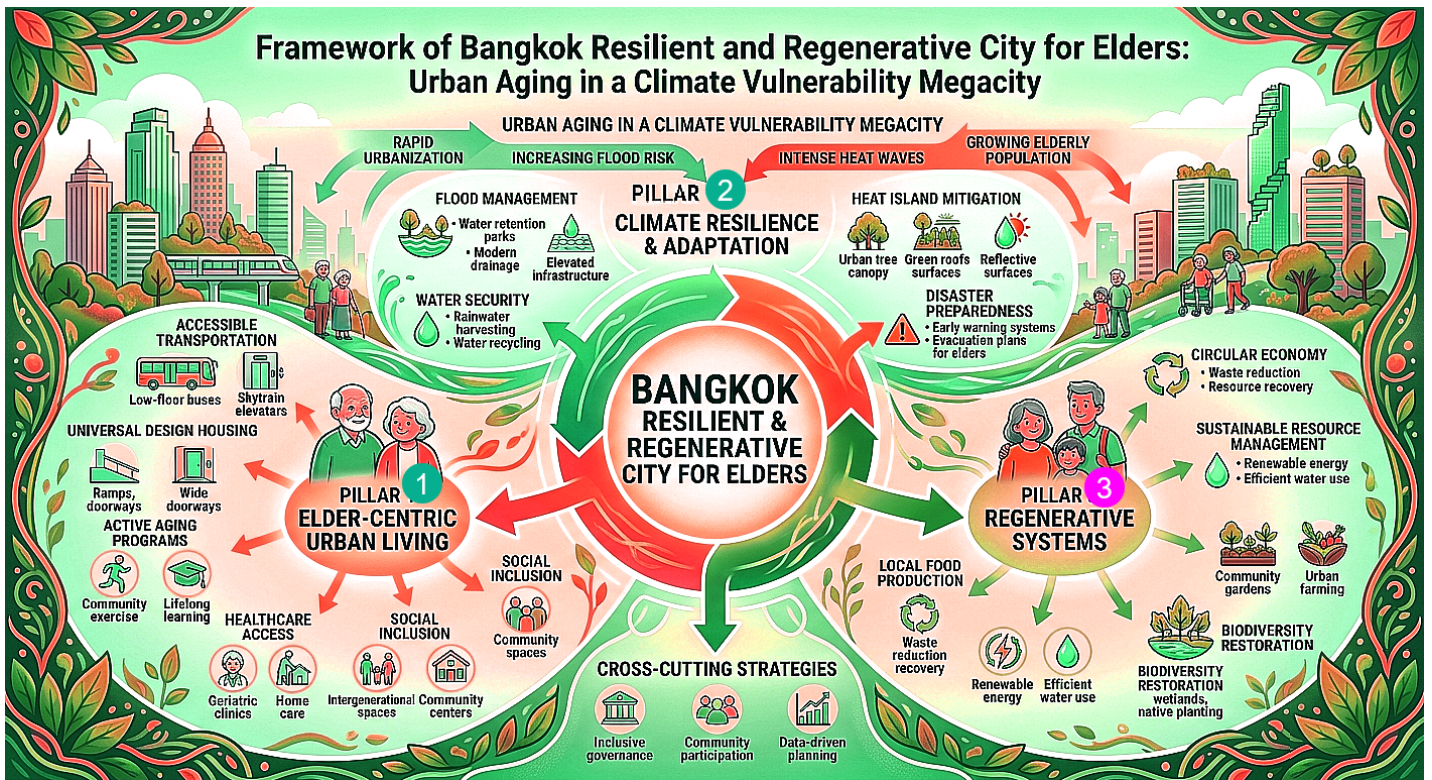 Framework of Bangkok Resilient and Regenerative City for Elders:
Urban Aging in a Climate Vulnerability Megacity
URBAN AGING IN A CLIMATE VULNERABILITY MEGACITY
RAPID
URBANIZATION
INCREASING FLOOD RISK
INTENSE HEAT WAVES
GROWING ELDERLY
POPULATION
PILLAR 2
CLIMATE RESILIENCE
& ADAPTATION
FLOOD MANAGEMENT
• Water retention
parks
• Modern
drainage
Elevated
infrastructure
WATER SECURITY
• Rainwater
harvesting
• Water recycling
HEAT ISLAND MITIGATION
Urban tree
canopy
Green roofs
surfaces
Reflective
surfaces
DISASTER
PREPAREDNESS
• Early warning systems
• Evacuation plans
for elders
BANGKOK
RESILIENT &
REGENERATIVE
CITY FOR ELDERS
PILLAR 1
ELDER-CENTRIC
URBAN LIVING
ACCESSIBLE
TRANSPORTATION
Low-floor buses
Skytrain
elevatars
UNIVERSAL DESIGN HOUSING
Ramps,
doorways
Wide
doorways
ACTIVE AGING
PROGRAMS
Community
exercise
Lifelong
learning
HEALTHCARE
ACCESS
Geriatric
clinics
Home
care
SOCIAL
INCLUSION
Intergenerational
spaces
Community
centers
SOCIAL
INCLUSION
Community
spaces
PILLAR 3
REGENERATIVE
SYSTEMS
CIRCULAR ECONOMY
• Waste reduction
• Resource recovery
SUSTAINABLE RESOURCE
MANAGEMENT
• Renewable energy
• Efficient water use
Community
gardens
Urban
farming
LOCAL FOOD
PRODUCTION
Waste
reduction
recovery
Renewable
energy
Efficient
water use
BIODIVERSITY
RESTORATION
BIODIVERSITY
RESTORATION
wetlands,
native planting
CROSS-CUTTING STRATEGIES
Inclusive
governance
Community
participation
Data-driven
planning